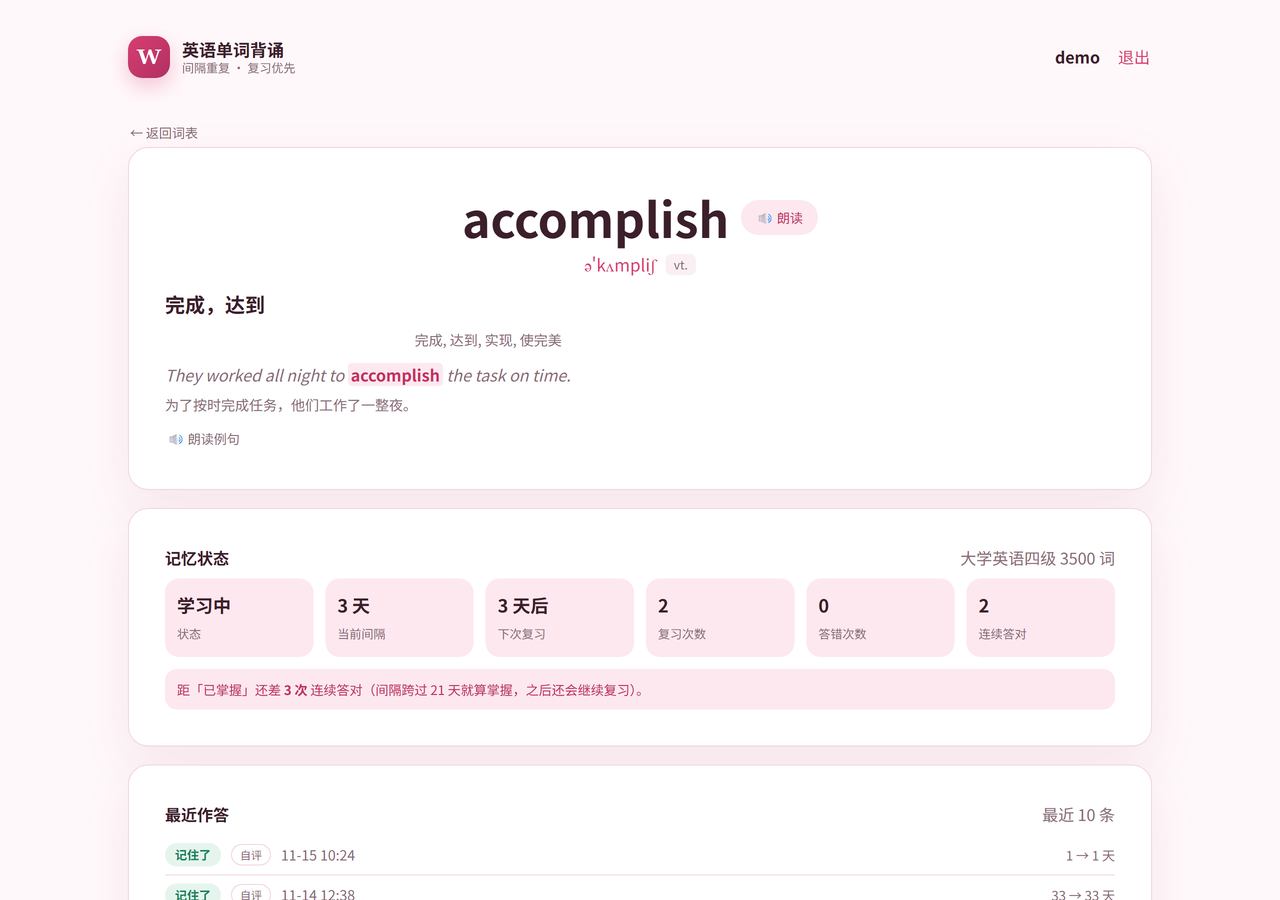 W
英语单词背诵
间隔重复 · 复习优先
demo 退出
← 返回词表
accomplish 🔊 朗读
əˈkʌmpliʃ vt.
完成，达到
完成, 达到, 实现, 使完美
They worked all night to accomplish the task on time.
为了按时完成任务，他们工作了一整夜。
🔊 朗读例句
记忆状态 大学英语四级 3500 词
学习中 3 天 3 天后 2 0 2
状态 当前间隔 下次复习 复习次数 答错次数 连续答对
距「已掌握」还差 3 次 连续答对（间隔跨过 21 天就算掌握，之后还会继续复习）。
最近作答 最近 10 条
记住了 自评 11-15 10:24 1 → 1 天
记住了 自评 11-14 12:38 33 → 33 天